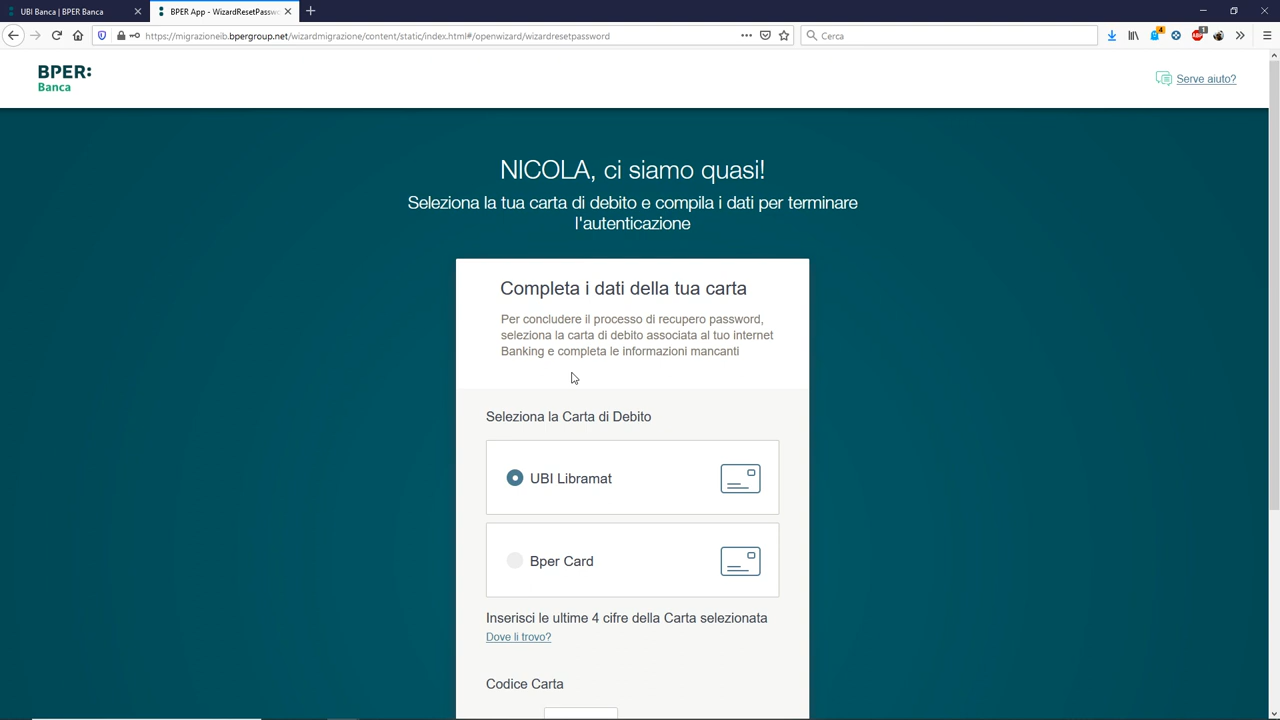 UBI Banca | BPER Banca
BPER App - WizardResetPassw
https://migrazioneib.bpergroup.net/wizardmigrazione/content/static/index.html#/openwizard/wizardresetpassword
Cerca
4
1
BPER:
Banca
Serve aiuto?
NICOLA, ci siamo quasi!
Seleziona la tua carta di debito e compila i dati per terminare
l'autenticazione
Completa i dati della tua carta
Per concludere il processo di recupero password,
seleziona la carta di debito associata al tuo internet
Banking e completa le informazioni mancanti
Seleziona la Carta di Debito
UBI Libramat
Bper Card
Inserisci le ultime 4 cifre della Carta selezionata
Dove li trovo?
Codice Carta